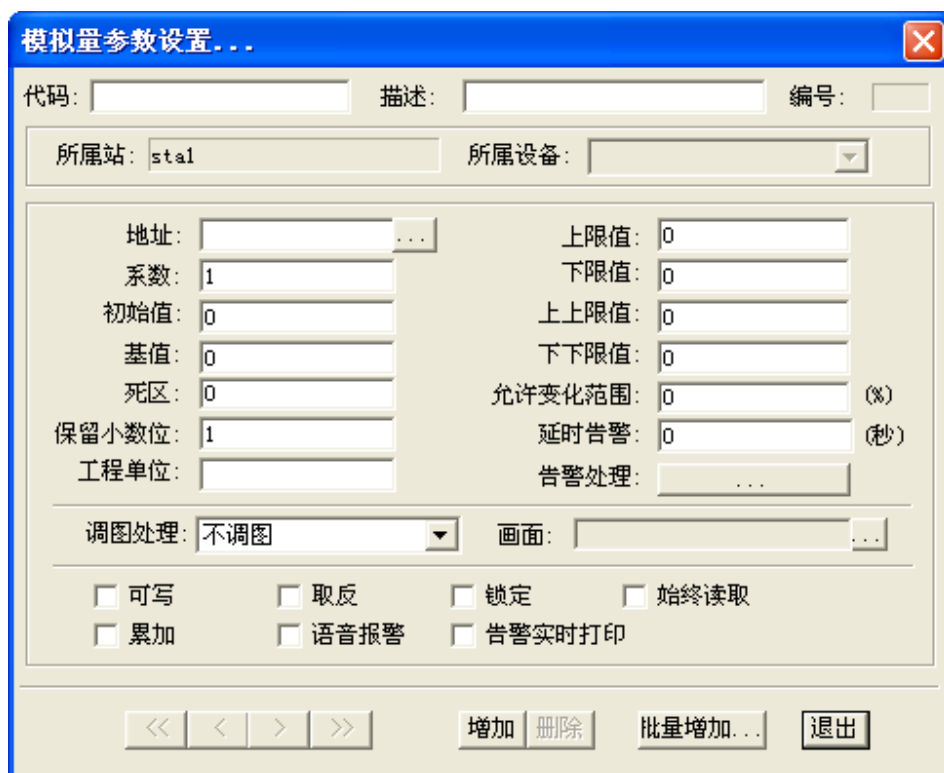 模拟量参数设置...
代码: 描述: 编号:
所属站: sta1 所属设备:
地址: ... 上限值: 0
系数: 1 下限值: 0
初始值: 0 上上限值: 0
基值: 0 下下限值: 0
死区: 0 允许变化范围: 0 (%)
保留小数位: 1 延时告警: 0 (秒)
工程单位: 告警处理: ...
调图处理: 不调图 画面: ...
可写 取反 锁定 始终读取
累加 语音报警 告警实时打印
<< < > >> 增加 删除 批量增加... 退出